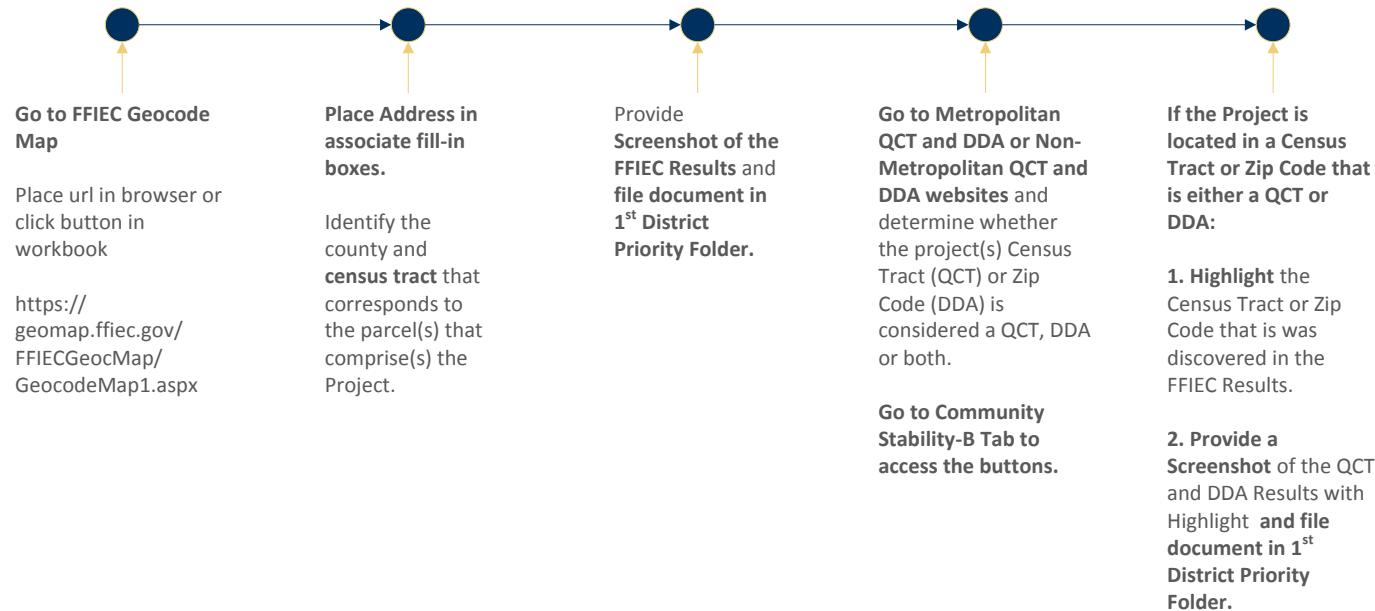 Go to FFIEC Geocode
Map
Place url in browser or
click button in
workbook
https://
geomap.ffiec.gov/
FFIECGeocMap/
GeocodeMap1.aspx
Place Address in
associate fill-in
boxes.
Identify the
county and
census tract that
corresponds to
the parcel(s) that
comprise(s) the
Project.
Provide
Screenshot of the
FFIEC Results and
file document in
1st District
Priority Folder.
Go to Metropolitan
QCT and DDA or Non-
Metropolitan QCT and
DDA websites and
determine whether
the project(s) Census
Tract (QCT) or Zip
Code (DDA) is
considered a QCT, DDA
or both.
Go to Community
Stability-B Tab to
access the buttons.
If the Project is
located in a Census
Tract or Zip Code that
is either a QCT or
DDA:
1. Highlight the
Census Tract or Zip
Code that is was
discovered in the
FFIEC Results.
2. Provide a
Screenshot of the QCT
and DDA Results with
Highlight and file
document in 1st
District Priority
Folder.